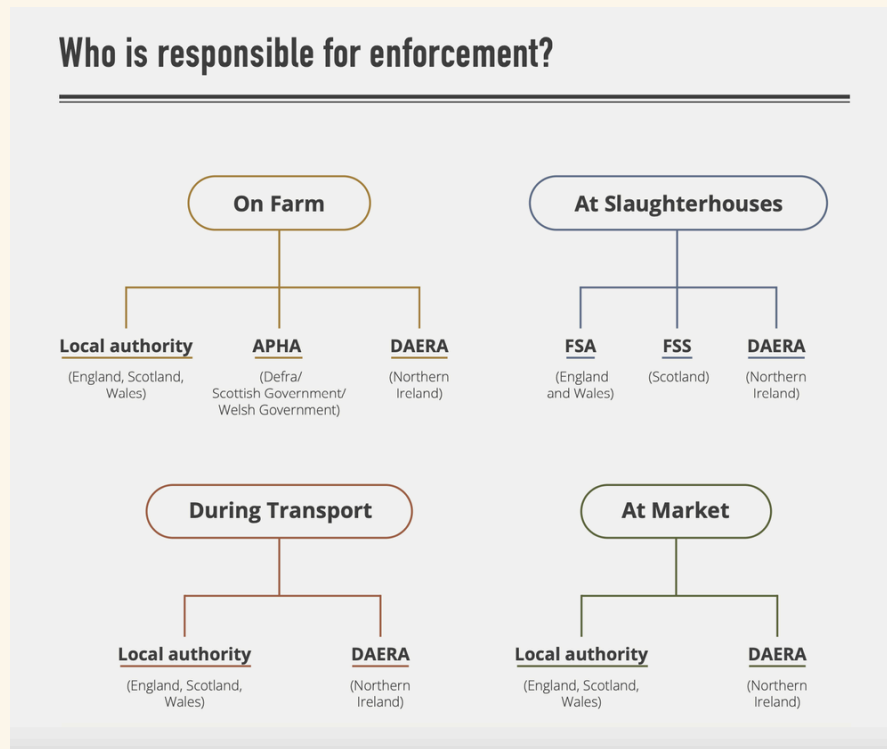 Who is responsible for enforcement?
On Farm
Local authority
(England, Scotland,
Wales)
APHA
(Defra/
Scottish Government/
Welsh Government)
DAERA
(Northern
Ireland)
At Slaughterhouses
FSA
(England
and Wales)
FSS
(Scotland)
DAERA
(Northern
Ireland)
During Transport
Local authority
(England, Scotland,
Wales)
DAERA
(Northern
Ireland)
At Market
Local authority
(England, Scotland,
Wales)
DAERA
(Northern
Ireland)